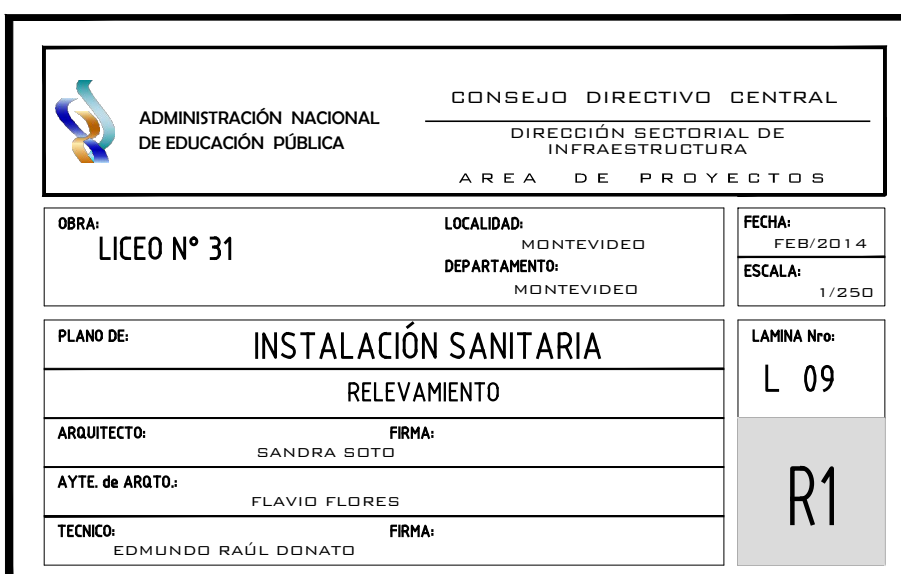 ADMINISTRACIÓN NACIONAL
DE EDUCACIÓN PÚBLICA
CONSEJO DIRECTIVO CENTRAL
DIRECCIÓN SECTORIAL DE
INFRAESTRUCTURA
AREA DE PROYECTOS
OBRA:
LICEO N° 31
LOCALIDAD:
MONTEVIDEO
DEPARTAMENTO:
MONTEVIDEO
FECHA:
FEB/2014
ESCALA:
1/250
PLANO DE:
INSTALACIÓN SANITARIA
RELEVAMIENTO
LAMINA Nro:
L 09
ARQUITECTO: FIRMA:
SANDRA SOTO
AYTE. de ARQTO.:
FLAVIO FLORES
TECNICO: FIRMA:
EDMUNDO RAÚL DONATO
R1